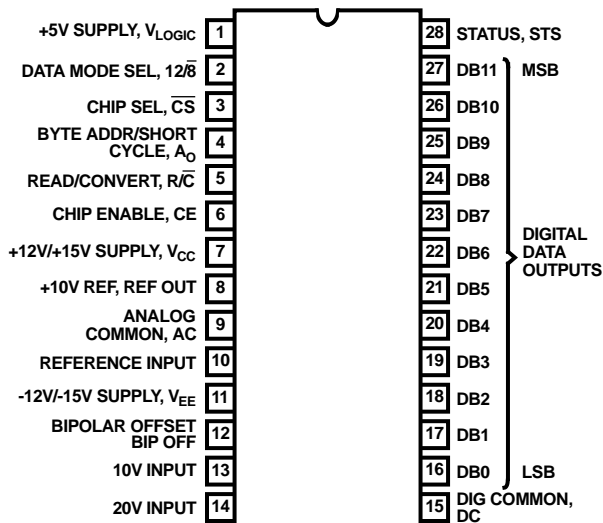 +5V SUPPLY, VLOGIC 1
DATA MODE SEL, 12/8̅ 2
CHIP SEL, C̅S̅ 3
BYTE ADDR/SHORT
CYCLE, AO 4
READ/CONVERT, R/C̅ 5
CHIP ENABLE, CE 6
+12V/+15V SUPPLY, VCC 7
+10V REF, REF OUT 8
ANALOG
COMMON, AC 9
REFERENCE INPUT 10
-12V/-15V SUPPLY, VEE 11
BIPOLAR OFFSET
BIP OFF 12
10V INPUT 13
20V INPUT 14
28 STATUS, STS
27 DB11 MSB
26 DB10
25 DB9
24 DB8
23 DB7
22 DB6
21 DB5
20 DB4
19 DB3
18 DB2
17 DB1
16 DB0 LSB
15 DIG COMMON,
DC
DIGITAL
DATA
OUTPUTS